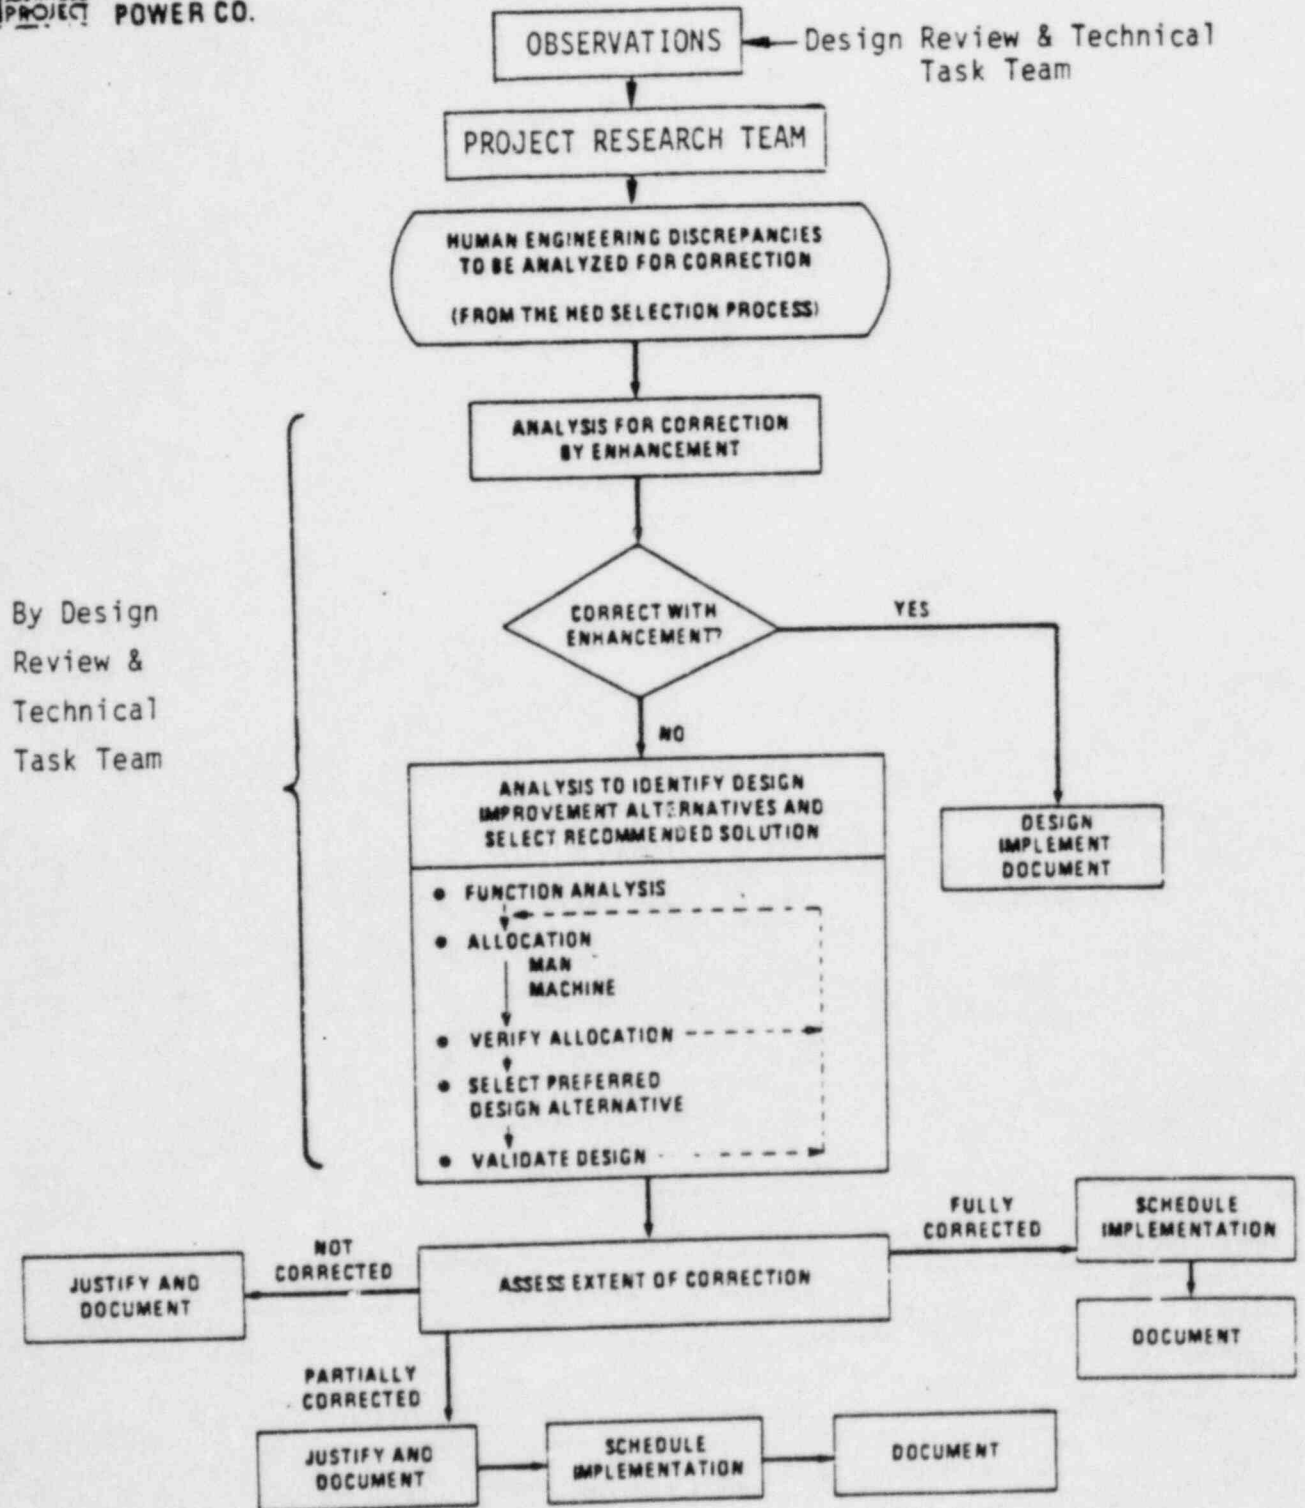 PROJECT POWER CO.
OBSERVATIONS
Design Review & Technical
Task Team
PROJECT RESEARCH TEAM
HUMAN ENGINEERING DISCREPANCIES
TO BE ANALYZED FOR CORRECTION
(FROM THE HED SELECTION PROCESS)
ANALYSIS FOR CORRECTION
BY ENHANCEMENT
By Design
Review &
Technical
Task Team
CORRECT WITH
ENHANCEMENT?
YES
NO
DESIGN
IMPLEMENT
DOCUMENT
ANALYSIS TO IDENTIFY DESIGN
IMPROVEMENT ALTERNATIVES AND
SELECT RECOMMENDED SOLUTION
• FUNCTION ANALYSIS
• ALLOCATION
MAN
MACHINE
• VERIFY ALLOCATION
• SELECT PREFERRED
DESIGN ALTERNATIVE
• VALIDATE DESIGN
ASSESS EXTENT OF CORRECTION
FULLY
CORRECTED
SCHEDULE
IMPLEMENTATION
DOCUMENT
NOT
CORRECTED
JUSTIFY AND
DOCUMENT
PARTIALLY
CORRECTED
JUSTIFY AND
DOCUMENT
SCHEDULE
IMPLEMENTATION
DOCUMENT